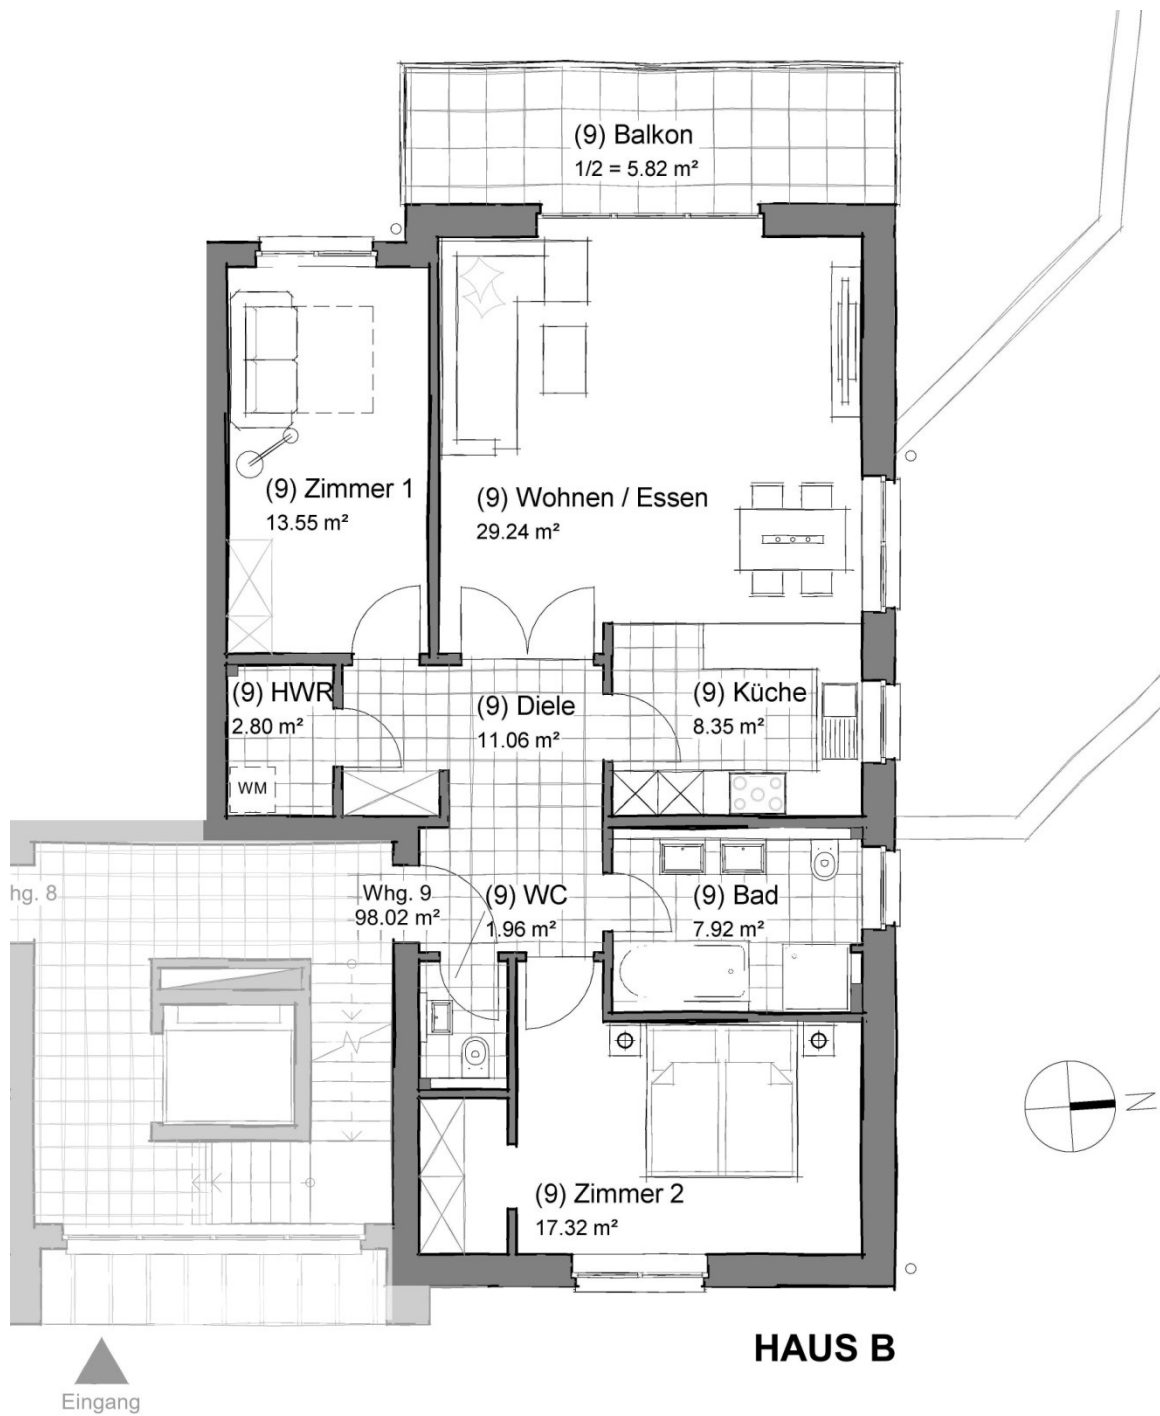 (9) Balkon
1/2 = 5.82 m²
(9) Zimmer 1
13.55 m²
(9) Wohnen / Essen
29.24 m²
(9) HWR
2.80 m²
WM
(9) Diele
11.06 m²
(9) Küche
8.35 m²
hg. 8
Whg. 9
98.02 m²
(9) WC
1.96 m²
(9) Bad
7.92 m²
(9) Zimmer 2
17.32 m²
N
HAUS B
Eingang